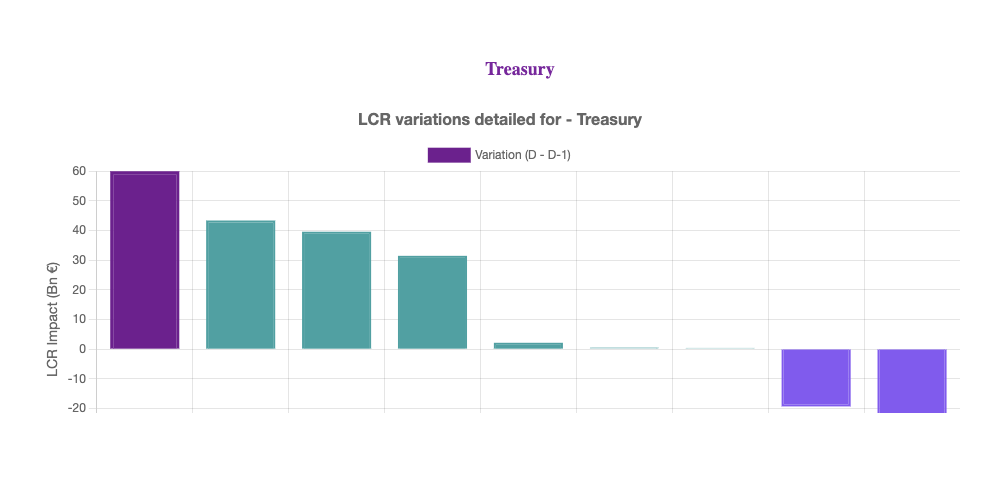 Treasury
LCR variations detailed for - Treasury
Variation (D - D-1)
LCR Impact (Bn €)
60
50
40
30
20
10
0
-10
-20